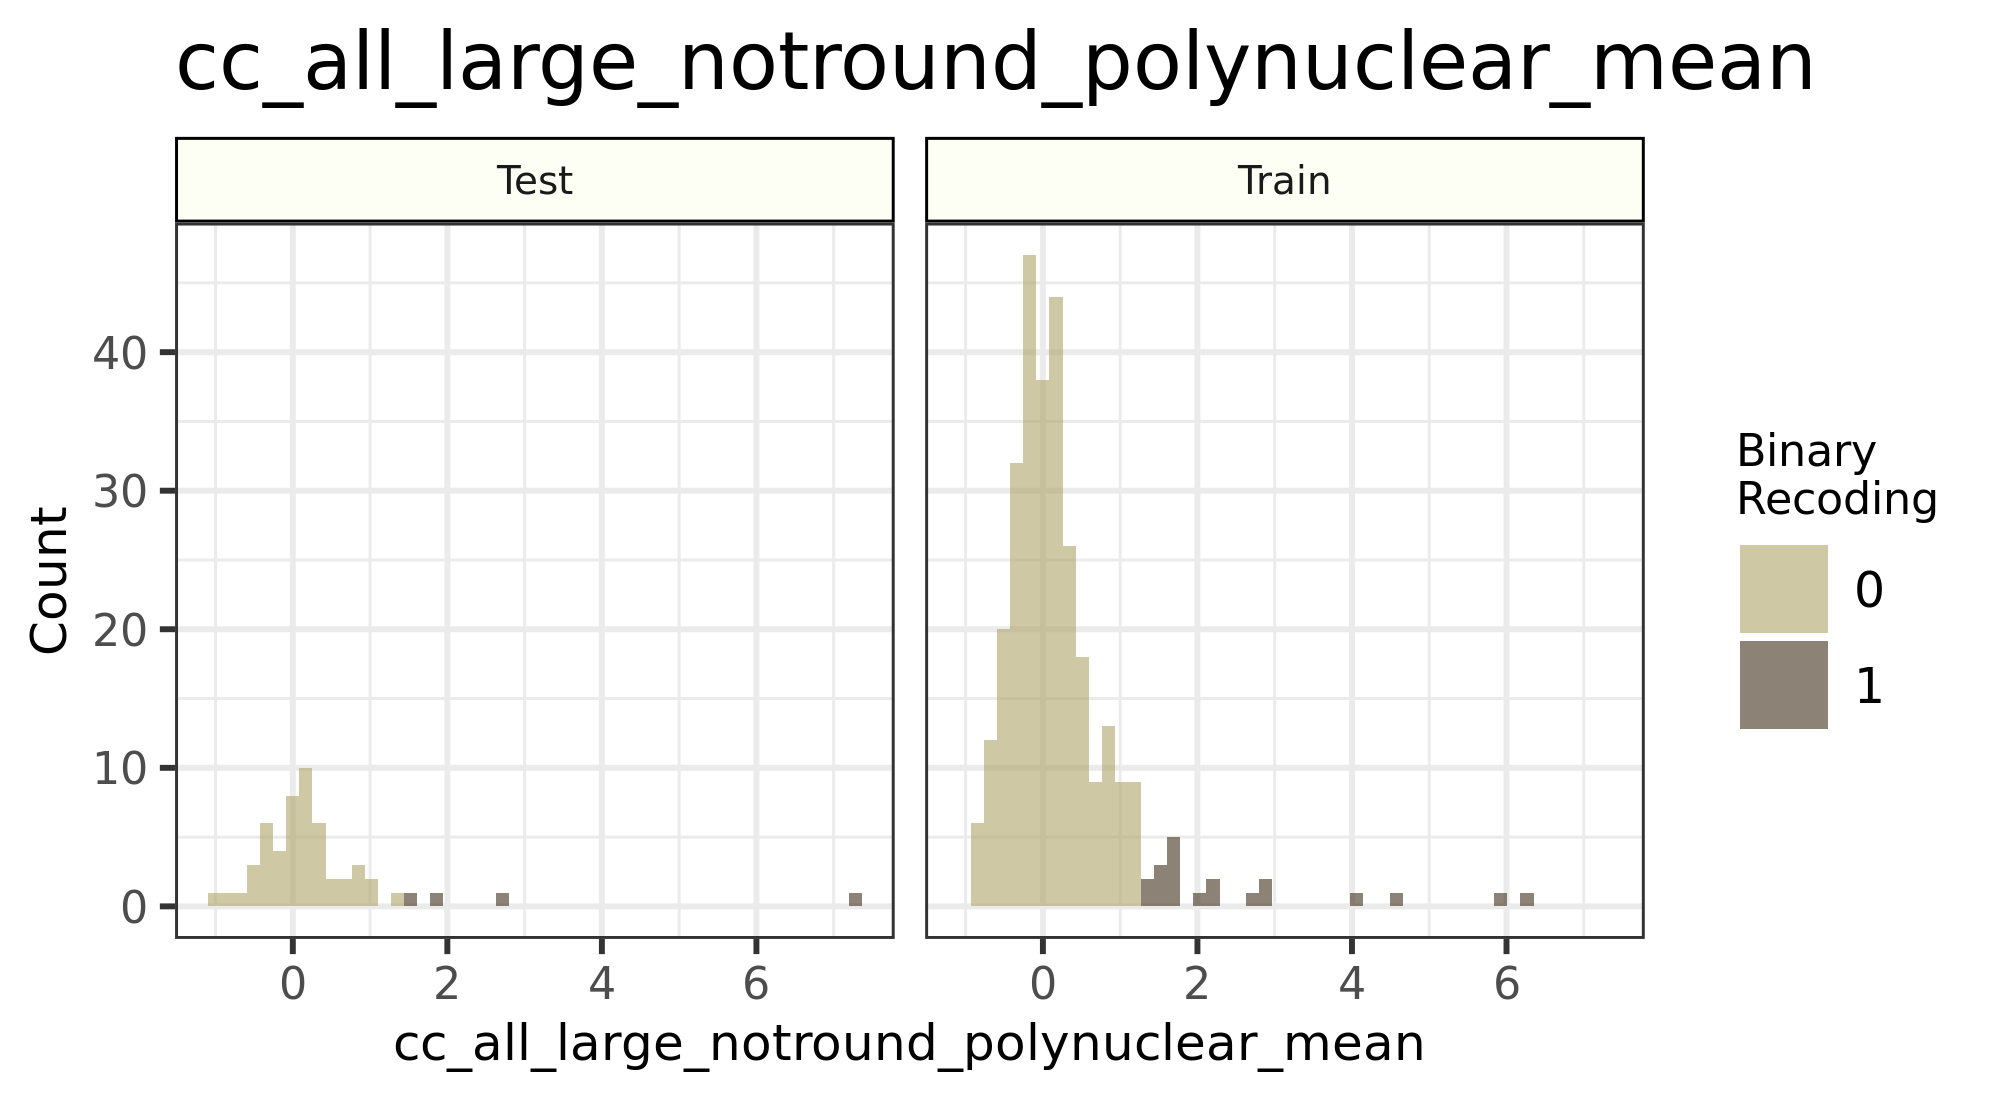 cc_all_large_notround_polynuclear_mean
Test
Train
Count
40
30
20
10
0
0 2 4 6
0 2 4 6
cc_all_large_notround_polynuclear_mean
Binary
Recoding
0
1